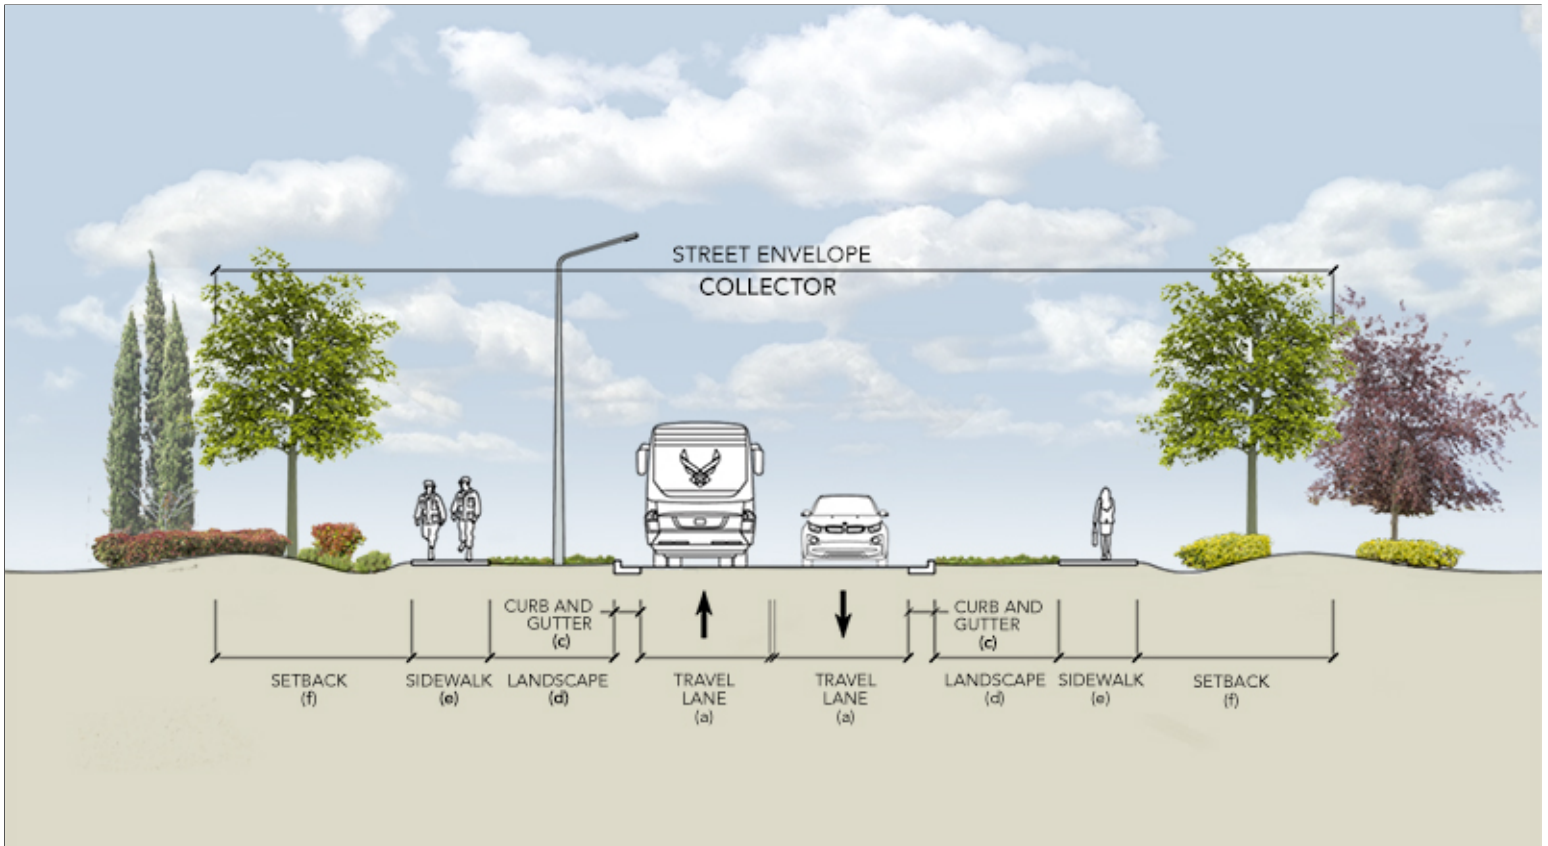 STREET ENVELOPE
COLLECTOR
CURB AND
GUTTER
(c)
CURB AND
GUTTER
(c)
SETBACK
(f)
SIDEWALK
(e)
LANDSCAPE
(d)
TRAVEL
LANE
(a)
TRAVEL
LANE
(a)
LANDSCAPE
(d)
SIDEWALK
(e)
SETBACK
(f)